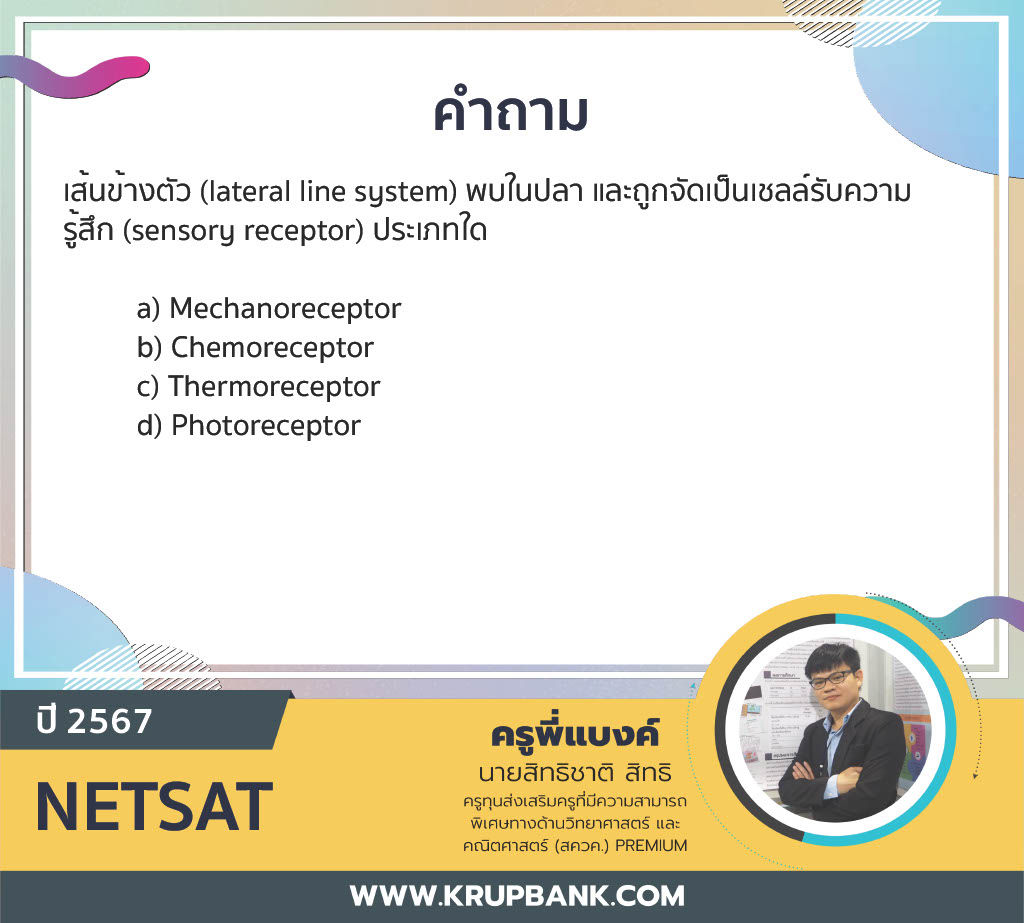 คำถาม
เส้นข้างตัว (lateral line system) พบในปลา และถูกจัดเป็นเซลล์รับความ
รู้สึก (sensory receptor) ประเภทใด
a) Mechanoreceptor
b) Chemoreceptor
c) Thermoreceptor
d) Photoreceptor
ปี 2567
NETSAT
ครูพี่แบงค์
นายสิทธิชาติ สิทธิ
ครูทุนส่งเสริมครูที่มีความสามารถ
พิเศษทางด้านวิทยาศาสตร์ และ
คณิตศาสตร์ (สควค.) PREMIUM
WWW.KRUPBANK.COM